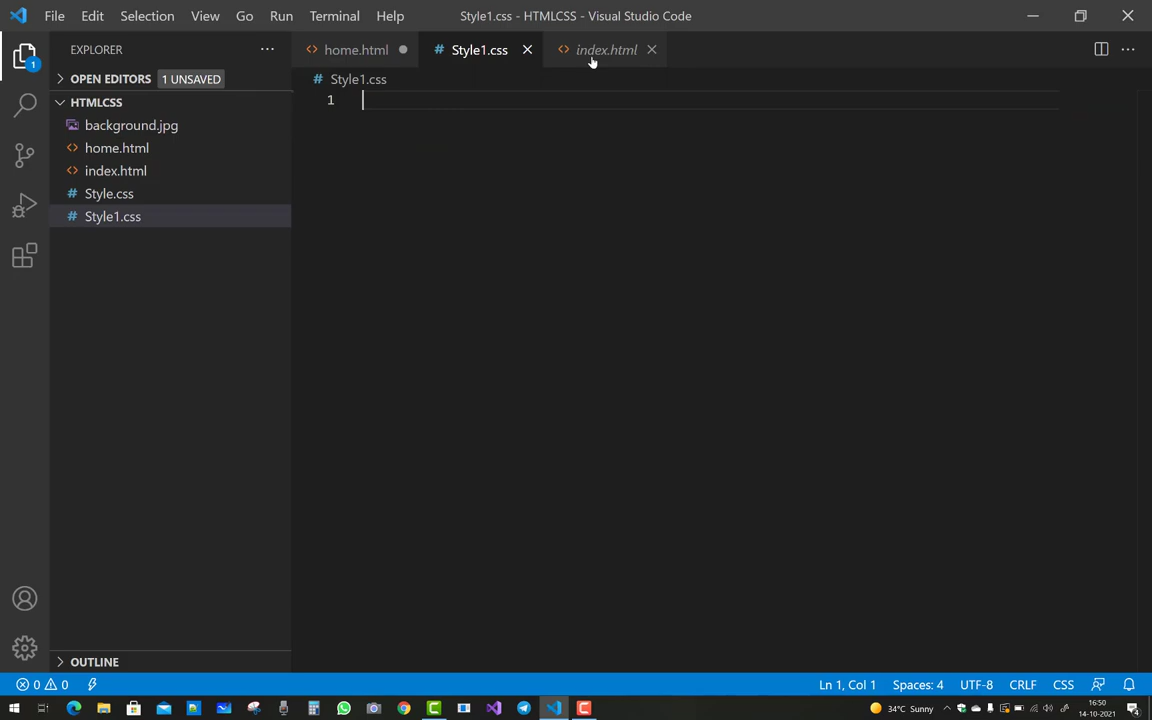 File Edit Selection View Go Run Terminal Help Style1.css - HTMLCSS - Visual Studio Code
EXPLORER
home.html # Style1.css index.html
OPEN EDITORS 1 UNSAVED
# Style1.css
HTMLCSS
1
background.jpg
home.html
index.html
# Style.css
# Style1.css
1
OUTLINE
0 0 Ln 1, Col 1 Spaces: 4 UTF-8 CRLF CSS
34°C Sunny 16:50
14-10-2021
4